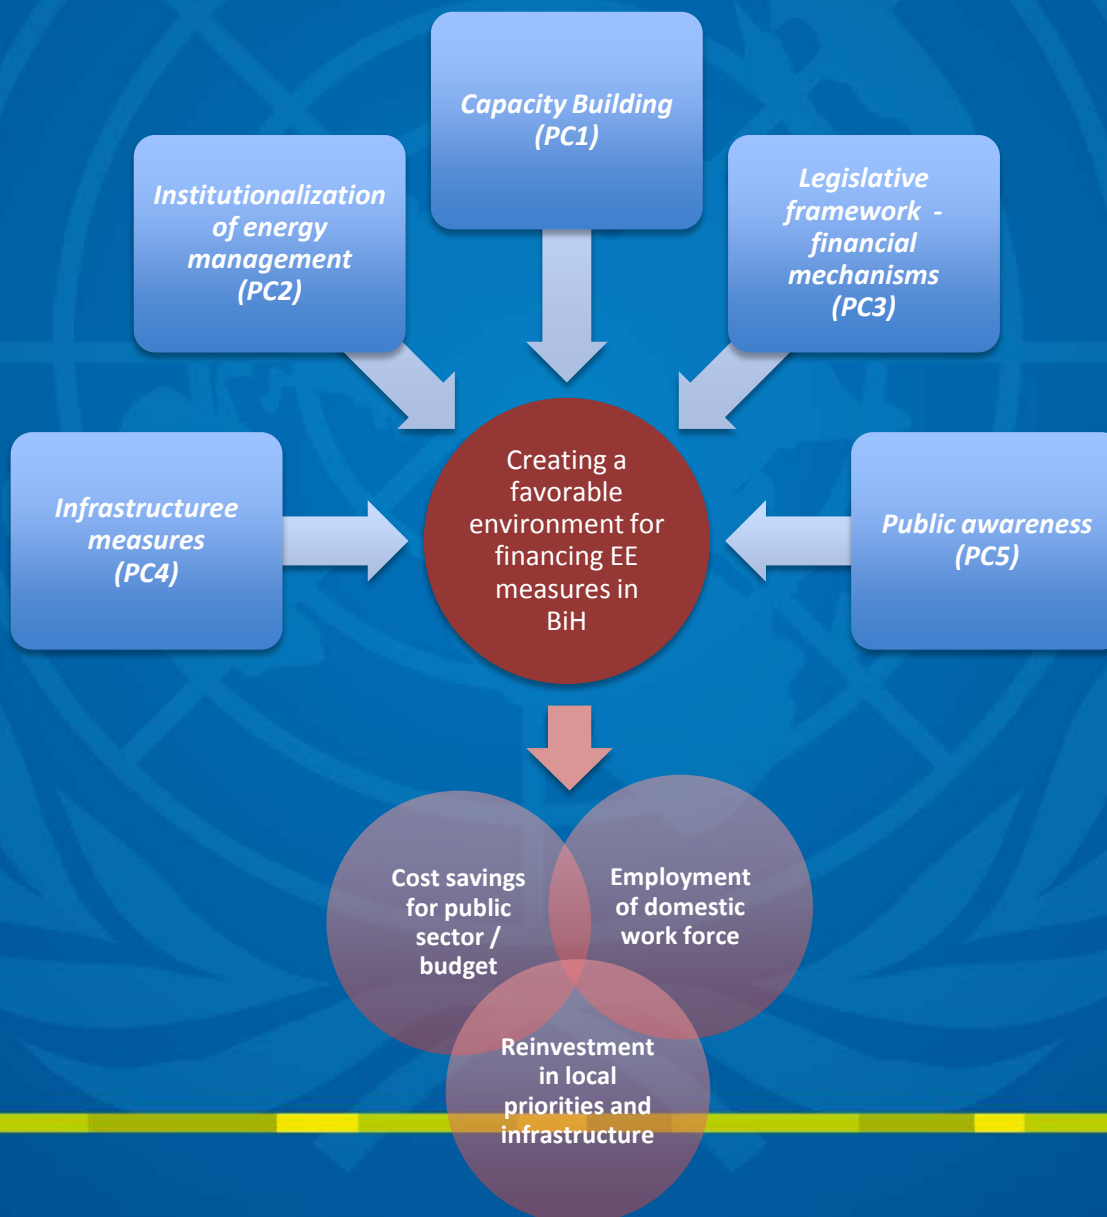 Capacity Building
(PC1)
Institutionalization
of energy
management
(PC2)
Legislative
framework -
financial
mechanisms
(PC3)
Infrastructuree
measures
(PC4)
Creating a
favorable
environment for
financing EE
measures in
BiH
Public awareness
(PC5)
Cost savings
for public
sector /
budget
Employment
of domestic
work force
Reinvestment
in local
priorities and
infrastructure